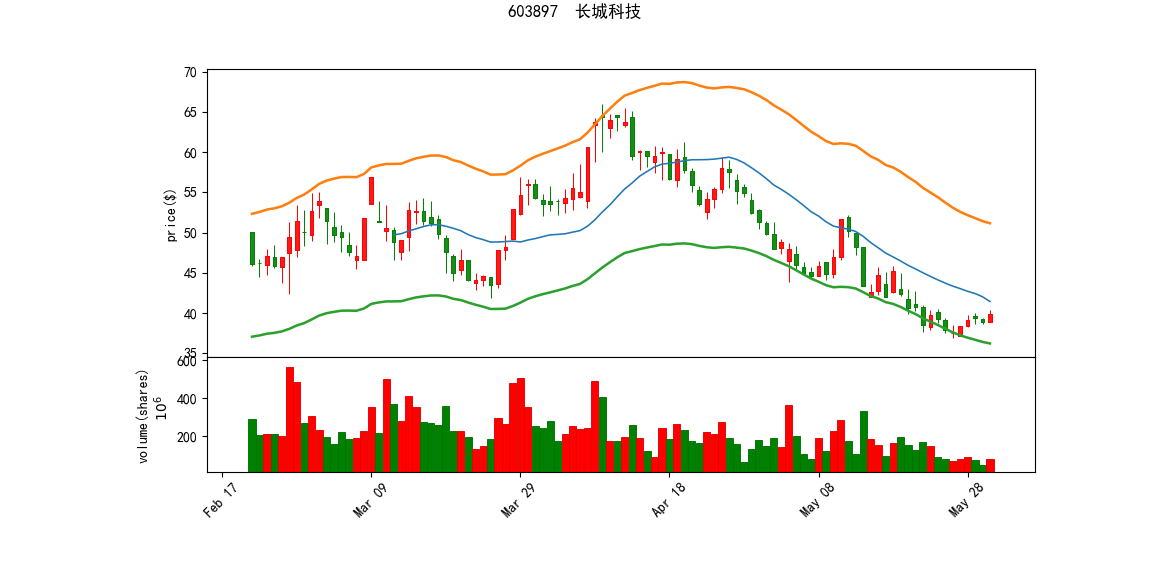 603897 长城科技
70
65
60
55
50
45
40
35
price($)
600
400
200
volume(shares)
10^6
Feb 17
Mar 09
Mar 29
Apr 18
May 08
May 28